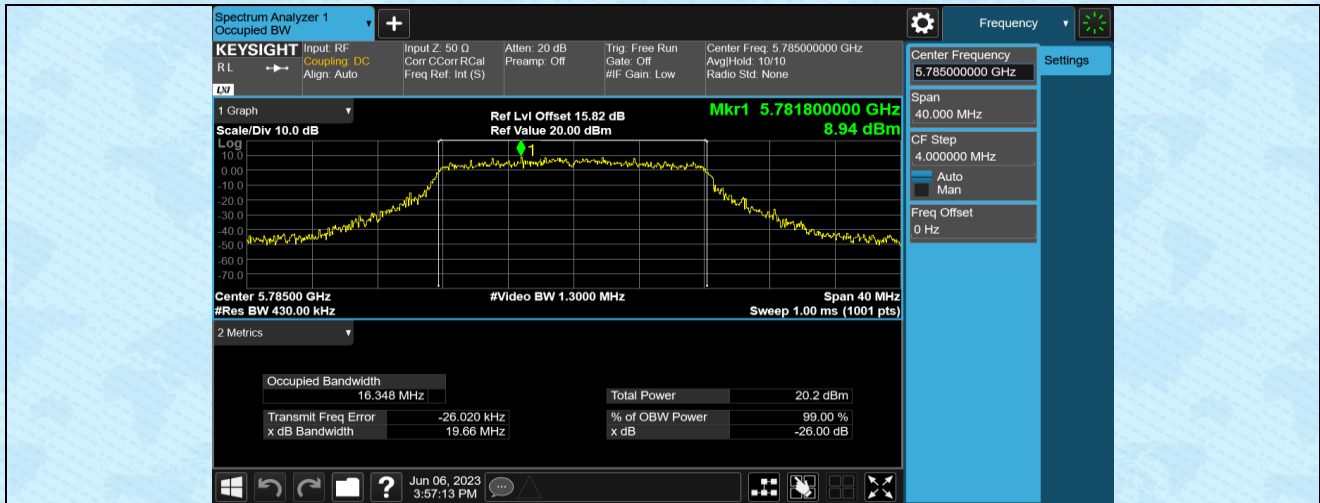 Spectrum Analyzer 1
Occupied BW
Frequency
KEYSIGHT
RL
LXI
Input: RF
Coupling: DC
Align: Auto
Input Z: 50 Ω
Corr CCorr RCal
Freq Ref: Int (S)
Atten: 20 dB
Preamp: Off
Trig: Free Run
Gate: Off
#IF Gain: Low
Center Freq: 5.785000000 GHz
Avg|Hold: 10/10
Radio Std: None
1 Graph
Scale/Div 10.0 dB
Ref Lvl Offset 15.82 dB
Ref Value 20.00 dBm
Mkr1 5.781800000 GHz
8.94 dBm
Log
10.0
0.00
-10.0
-20.0
-30.0
-40.0
-50.0
-60.0
-70.0
1
Center 5.78500 GHz
#Res BW 430.00 kHz
#Video BW 1.3000 MHz
Span 40 MHz
Sweep 1.00 ms (1001 pts)
2 Metrics
Occupied Bandwidth
16.348 MHz
Transmit Freq Error -26.020 kHz
x dB Bandwidth 19.66 MHz
Total Power 20.2 dBm
% of OBW Power 99.00 %
x dB -26.00 dB
Center Frequency
5.785000000 GHz
Settings
Span
40.000 MHz
CF Step
4.000000 MHz
Auto
Man
Freq Offset
0 Hz
?
Jun 06, 2023
3:57:13 PM